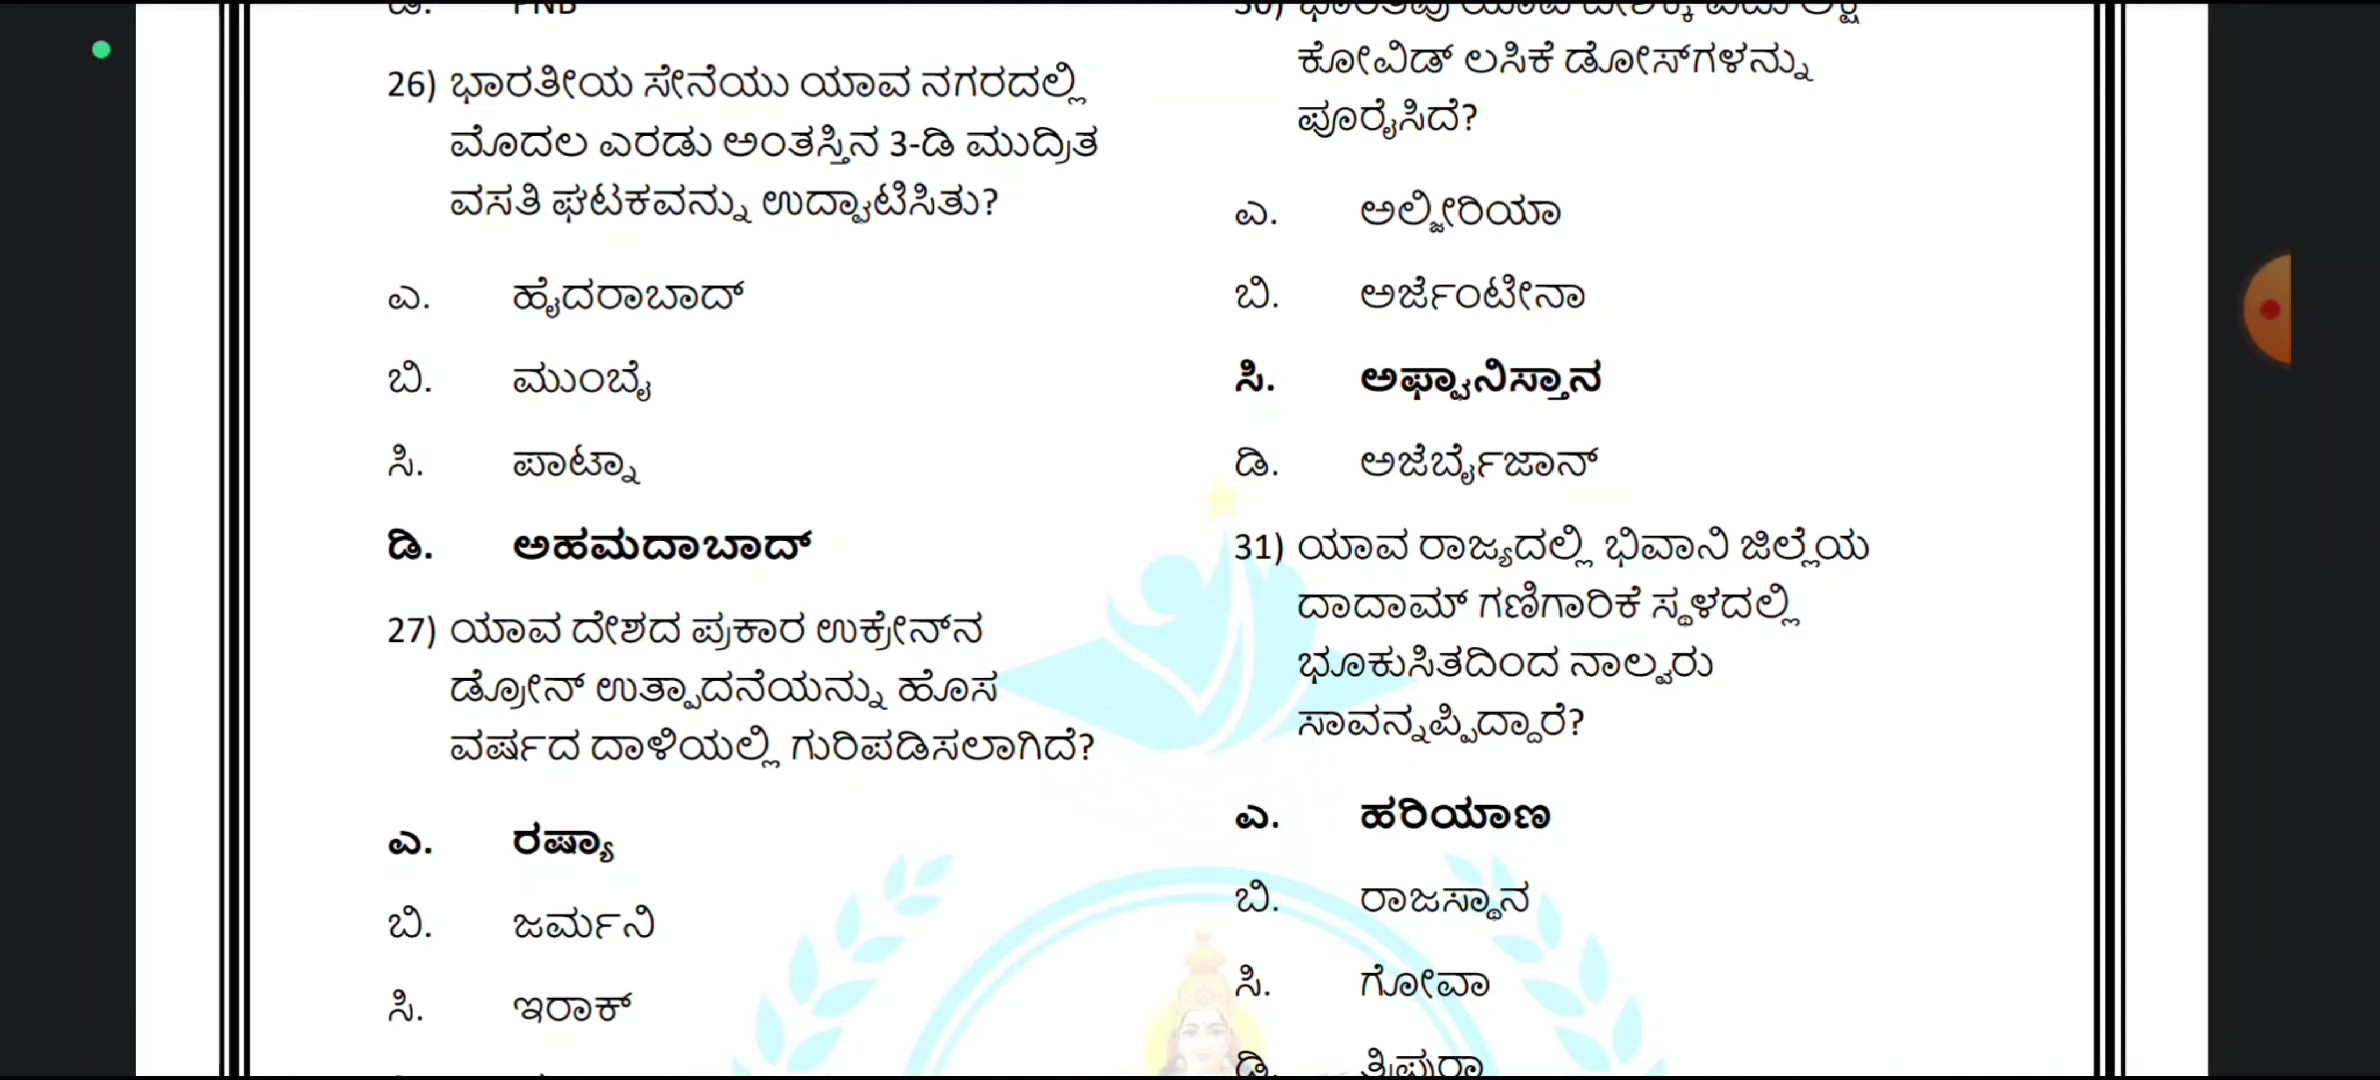 PNB
26) ಭಾರತೀಯ ಸೇನೆಯು ಯಾವ ನಗರದಲ್ಲಿ
ಮೊದಲ ಎರಡು ಅಂತಸ್ತಿನ 3-ಡಿ ಮುದ್ರಿತ
ವಸತಿ ಘಟಕವನ್ನು ಉದ್ಘಾಟಿಸಿತು?
ಎ. ಹೈದರಾಬಾದ್
ಬಿ. ಮುಂಬೈ
ಸಿ. ಪಾಟ್ನಾ
ಡಿ. ಅಹಮದಾಬಾದ್
27) ಯಾವ ದೇಶದ ಪ್ರಕಾರ ಉಕ್ರೇನ್‌ನ
ಡ್ರೋನ್ ಉತ್ಪಾದನೆಯನ್ನು ಹೊಸ
ವರ್ಷದ ದಾಳಿಯಲ್ಲಿ ಗುರಿಪಡಿಸಲಾಗಿದೆ?
ಎ. ರಷ್ಯಾ
ಬಿ. ಜರ್ಮನಿ
ಸಿ. ಇರಾಕ್
ಕೋವಿಡ್ ಲಸಿಕೆ ಡೋಸ್‌ಗಳನ್ನು
ಪೂರೈಸಿದೆ?
ಎ. ಅಲ್ಜೀರಿಯಾ
ಬಿ. ಅರ್ಜೆಂಟೀನಾ
ಸಿ. ಅಫ್ಘಾನಿಸ್ತಾನ
ಡಿ. ಅಜೆರ್ಬೈಜಾನ್
31) ಯಾವ ರಾಜ್ಯದಲ್ಲಿ ಭಿವಾನಿ ಜಿಲ್ಲೆಯ
ದಾದಾಮ್ ಗಣಿಗಾರಿಕೆ ಸ್ಥಳದಲ್ಲಿ
ಭೂಕುಸಿತದಿಂದ ನಾಲ್ವರು
ಸಾವನ್ನಪ್ಪಿದ್ದಾರೆ?
ಎ. ಹರಿಯಾಣ
ಬಿ. ರಾಜಸ್ಥಾನ
ಸಿ. ಗೋವಾ
ಡಿ. ತ್ರಿಪುರಾ